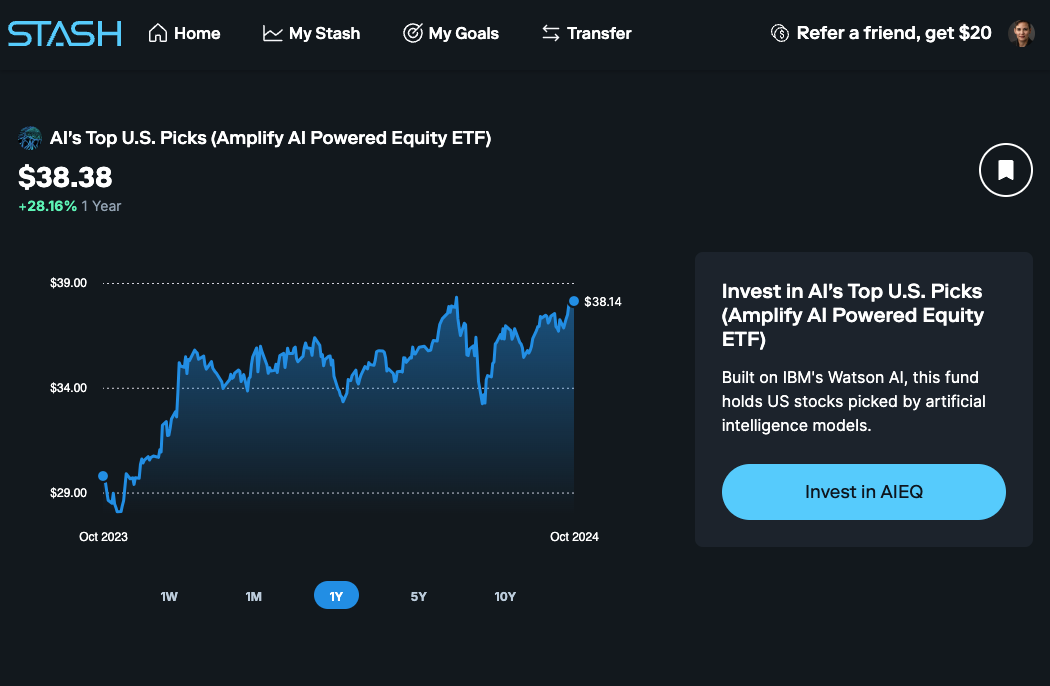 STASH
Home
My Stash
My Goals
Transfer
Refer a friend, get $20
AI's Top U.S. Picks (Amplify AI Powered Equity ETF)
$38.38
+28.16% 1 Year
$39.00
$38.14
$34.00
$29.00
Oct 2023
Oct 2024
1W
1M
1Y
5Y
10Y
Invest in AI's Top U.S. Picks
(Amplify AI Powered Equity
ETF)
Built on IBM's Watson AI, this fund
holds US stocks picked by artificial
intelligence models.
Invest in AIEQ